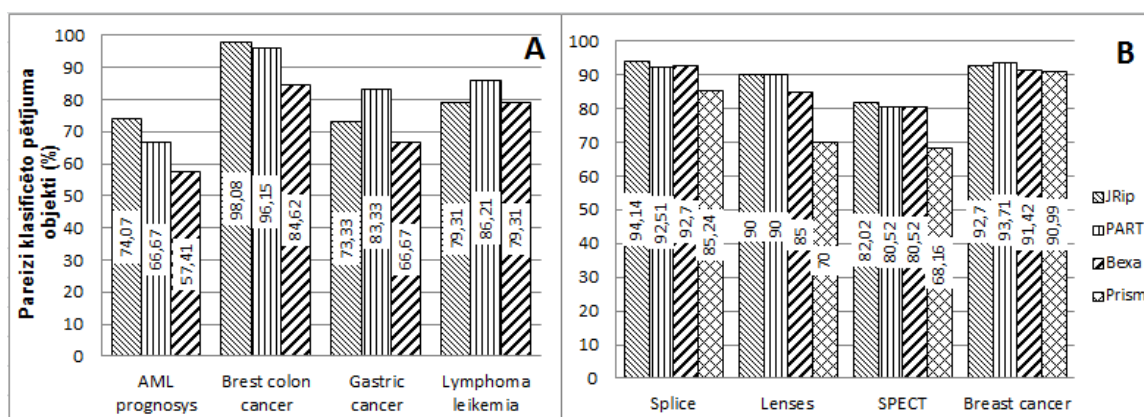 A
Pareizi klasificēto pētījuma
objekti (%)
100
90
80
70
60
50
40
30
20
10
0
74,07
66,67
57,41
98,08
96,15
84,62
73,33
83,33
66,67
79,31
86,21
79,31
AML
prognosys
Brest colon
cancer
Gastric
cancer
Lymphoma
leikemia
B
100
90
80
70
60
50
40
30
20
10
0
94,14
92,51
92,7
85,24
90
90
85
70
82,02
80,52
80,52
68,16
92,7
93,71
91,42
90,99
Splice
Lenses
SPECT
Breast cancer
JRip
PART
Bexa
Prism